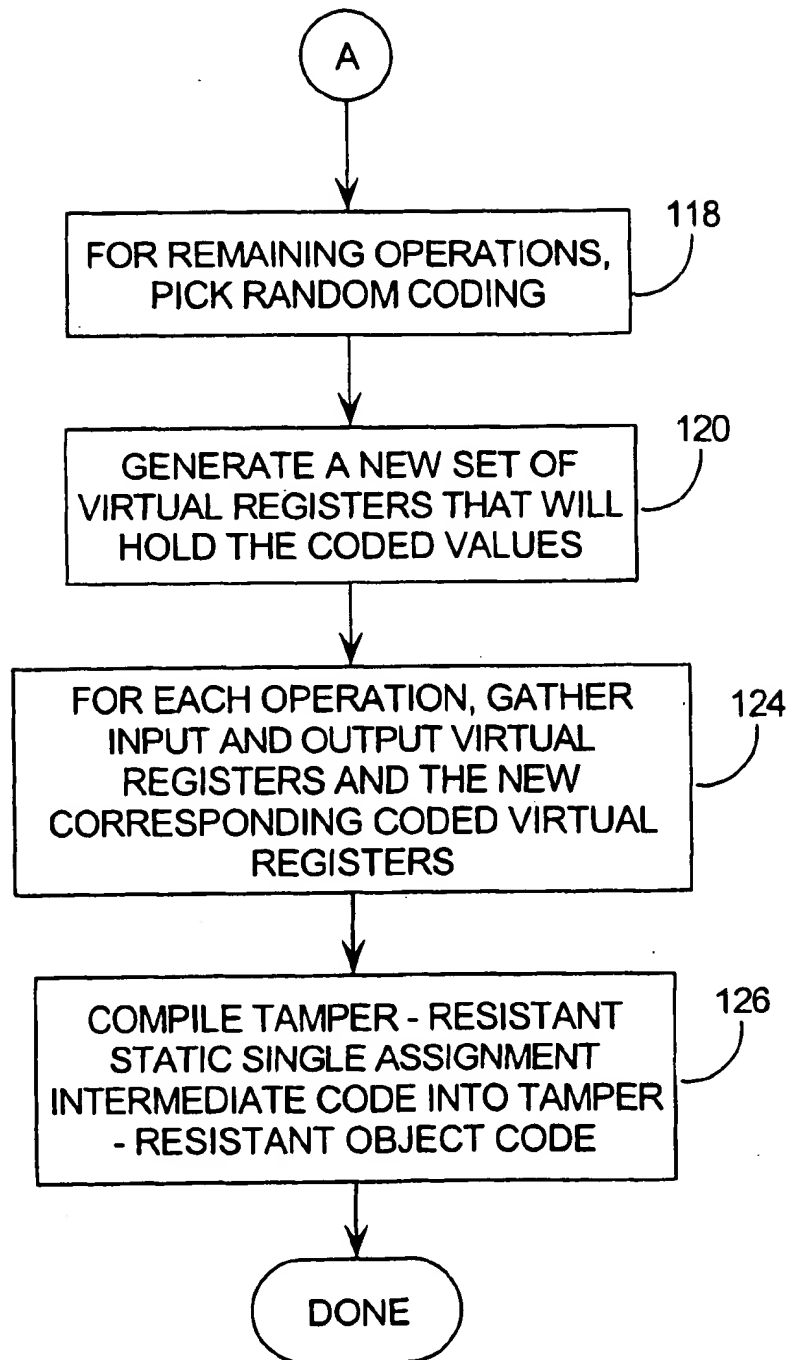 A
118
FOR REMAINING OPERATIONS,
PICK RANDOM CODING
120
GENERATE A NEW SET OF
VIRTUAL REGISTERS THAT WILL
HOLD THE CODED VALUES
124
FOR EACH OPERATION, GATHER
INPUT AND OUTPUT VIRTUAL
REGISTERS AND THE NEW
CORRESPONDING CODED VIRTUAL
REGISTERS
126
COMPILE TAMPER - RESISTANT
STATIC SINGLE ASSIGNMENT
INTERMEDIATE CODE INTO TAMPER
- RESISTANT OBJECT CODE
DONE